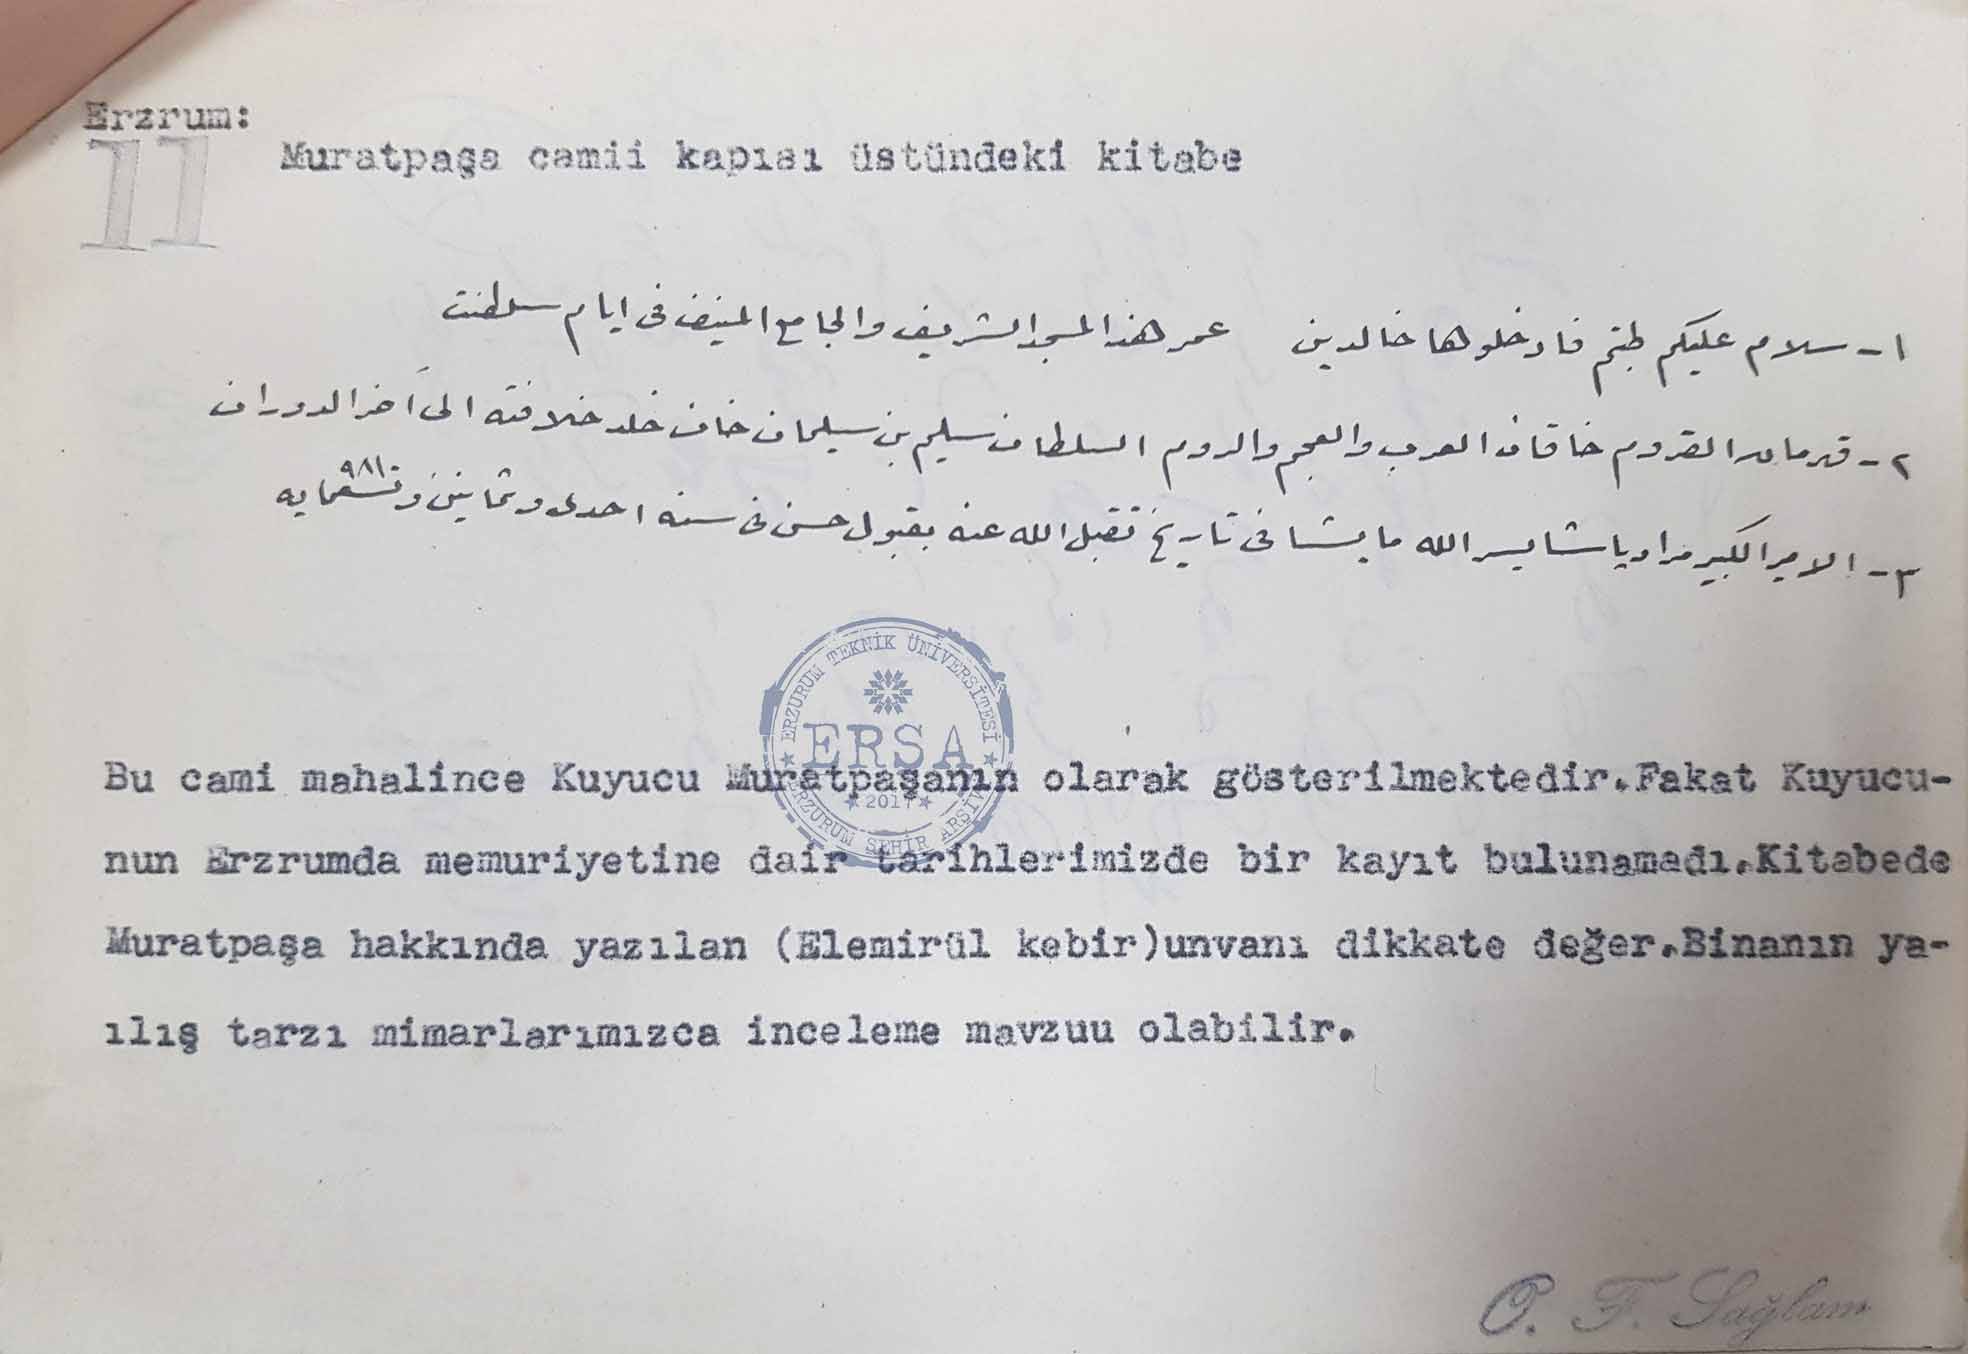 Erzrum:
11
Muratpaşa camii kapısı üstündeki kitabe
١- سلام عليكم طبتم فادخلوها خالدين عمر هذا المسجد الشريف والجامع المنيف فى ايام سلطنت
٢- قهرمان القروم خاقان العرب والعجم والروم السلطان سليم بن سليمان خان خلد خلافته الى آخر الدوران
٣- الامير الكبير مراد پاشا يسر الله ما يشا فى تاريخ تقبل الله عنه بقبول حسن فى سنه احدى وثمانين وتسعمايه
٩٨١
ERZURUM TEKNİK ÜNİVERSİTESİ
ERSA
2017
ERZURUM ŞEHİR ARŞİVİ
Bu cami mahalince Kuyucu Muratpaşanın olarak gösterilmektedir.Fakat Kuyucu-
nun Erzrumda memuriyetine dair tarihlerimizde bir kayıt bulunamadı.Kitabede
Muratpaşa hakkında yazılan (Elemirül kebir)unvanı dikkate değer.Binanın ya-
ılış tarzı mimarlarımızca inceleme mavzuu olabilir.
O. F. Sağlam